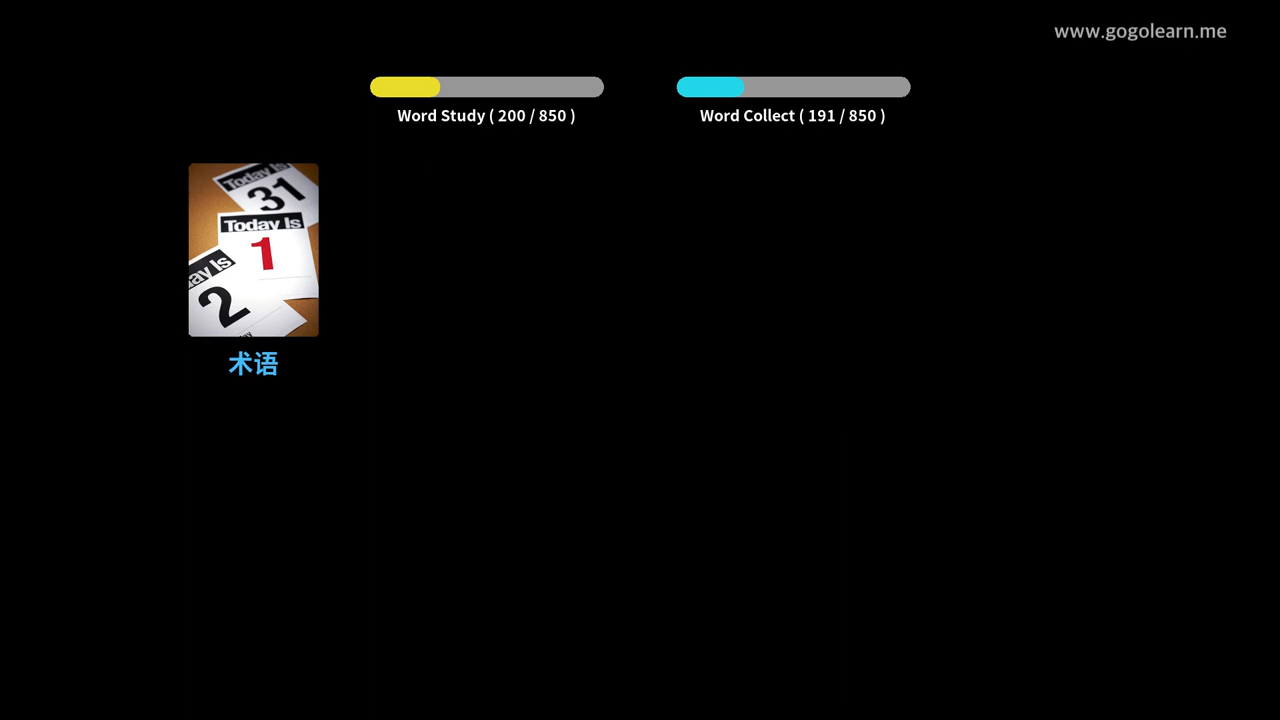 www.gogolearn.me
Word Study ( 200 / 850 )
Word Collect ( 191 / 850 )
Today Is
31
Today Is
1
ay Is
2
术语